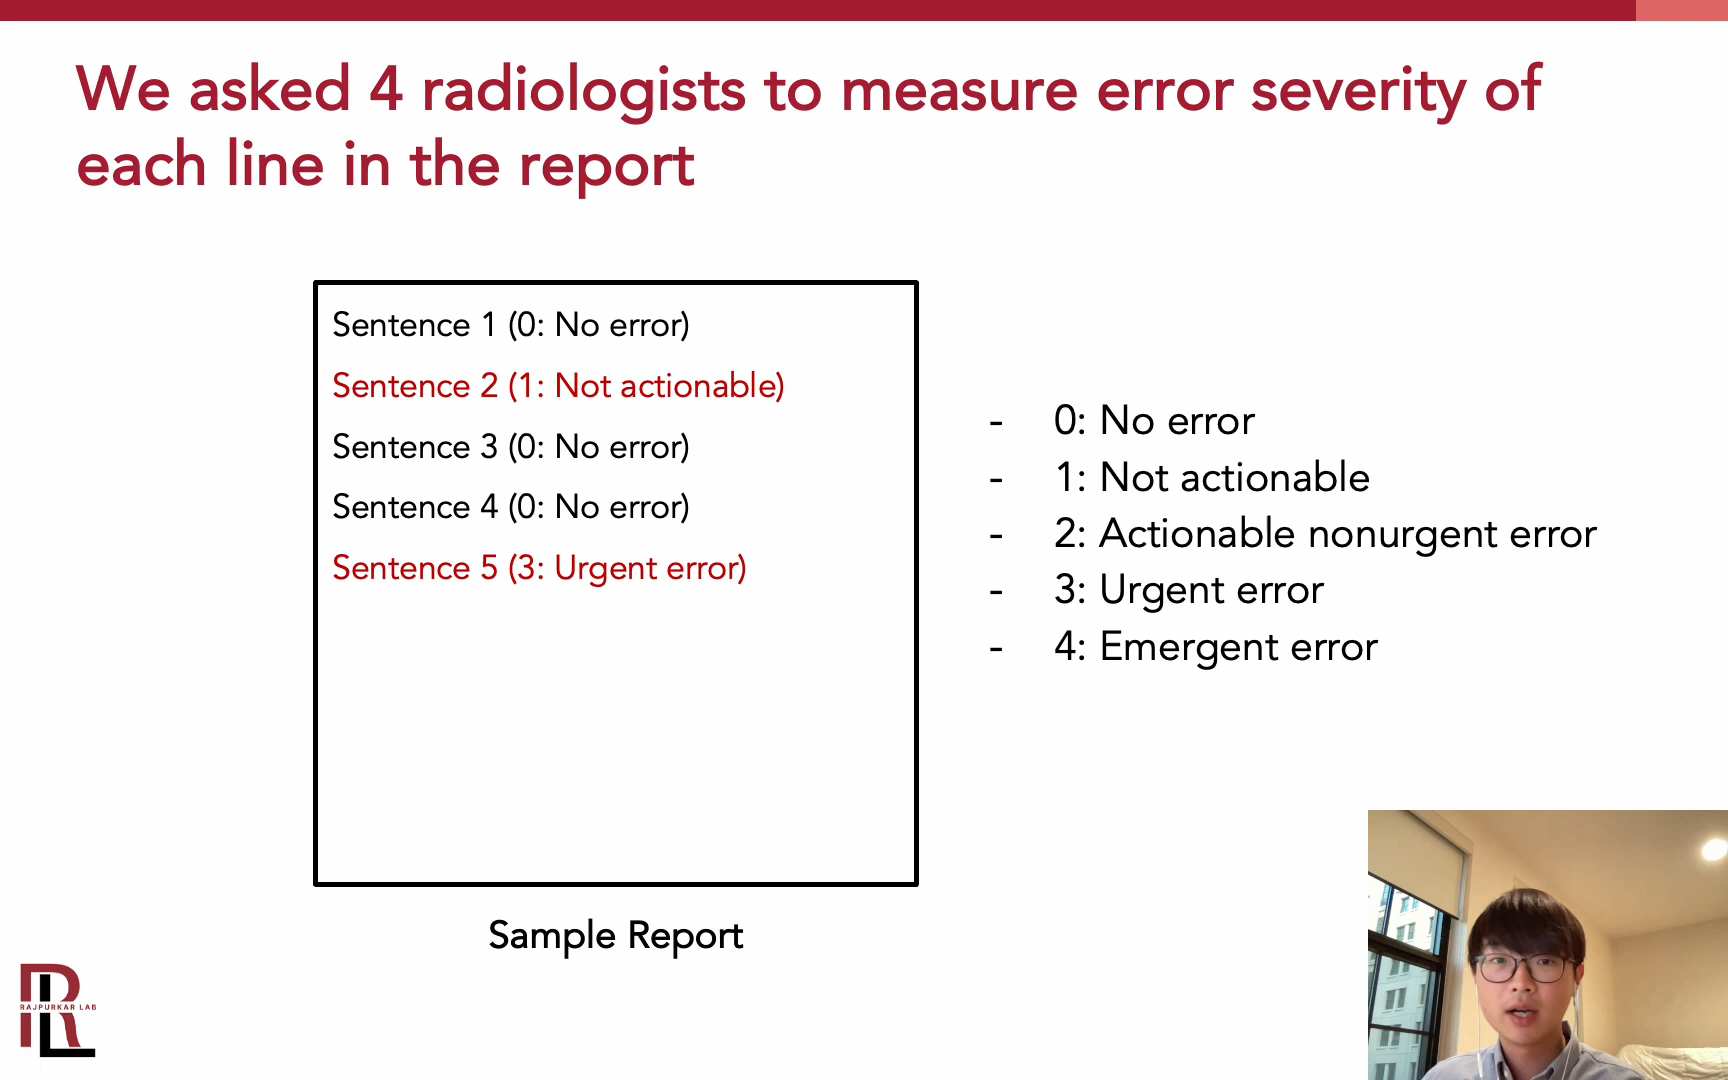 We asked 4 radiologists to measure error severity of
each line in the report
Sentence 1 (0: No error)
Sentence 2 (1: Not actionable)
Sentence 3 (0: No error)
Sentence 4 (0: No error)
Sentence 5 (3: Urgent error)
- 0: No error
- 1: Not actionable
- 2: Actionable nonurgent error
- 3: Urgent error
- 4: Emergent error
Sample Report
RL
RAJPURKAR LAB